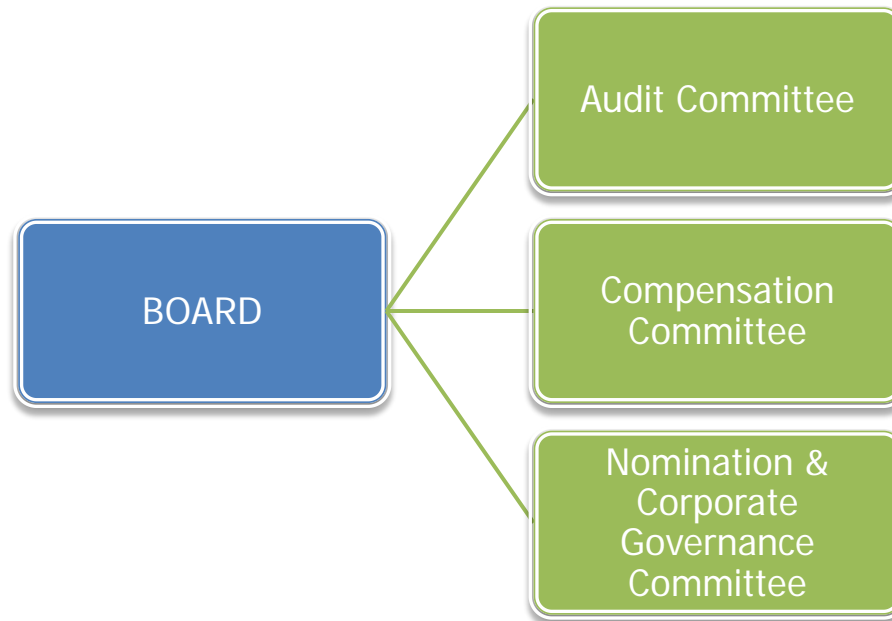 Audit Committee
BOARD
Compensation
Committee
Nomination &
Corporate
Governance
Committee